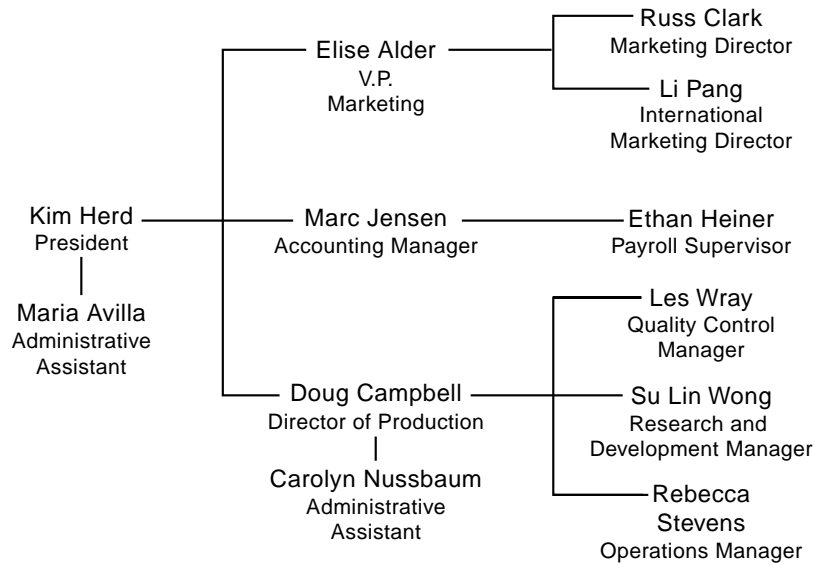 Russ Clark
Marketing Director
Elise Alder
V.P.
Marketing
Li Pang
International
Marketing Director
Kim Herd
President
Marc Jensen
Accounting Manager
Ethan Heiner
Payroll Supervisor
Maria Avilla
Administrative
Assistant
Les Wray
Quality Control
Manager
Doug Campbell
Director of Production
Su Lin Wong
Research and
Development Manager
Carolyn Nussbaum
Administrative
Assistant
Rebecca
Stevens
Operations Manager